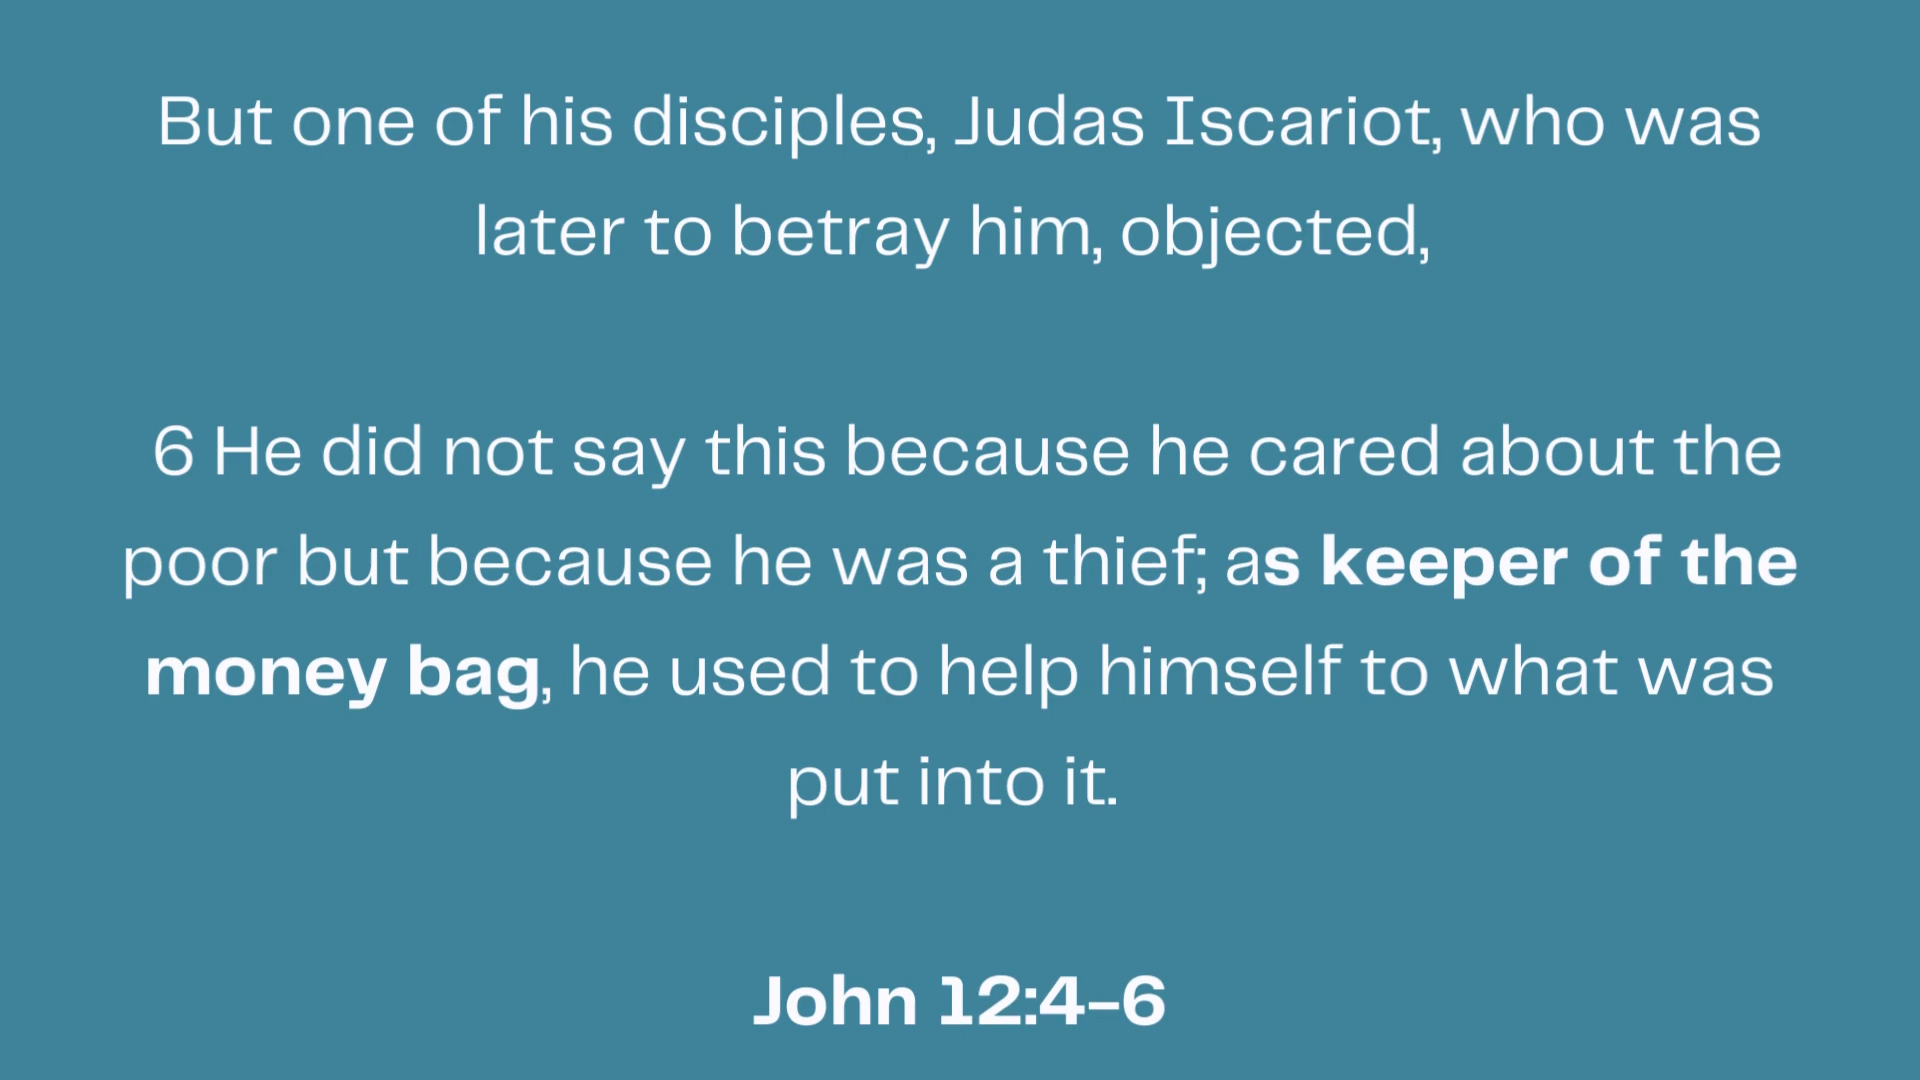 But one of his disciples, Judas Iscariot, who was
later to betray him, objected,
6 He did not say this because he cared about the
poor but because he was a thief; as keeper of the
money bag, he used to help himself to what was
put into it.
John 12:4–6